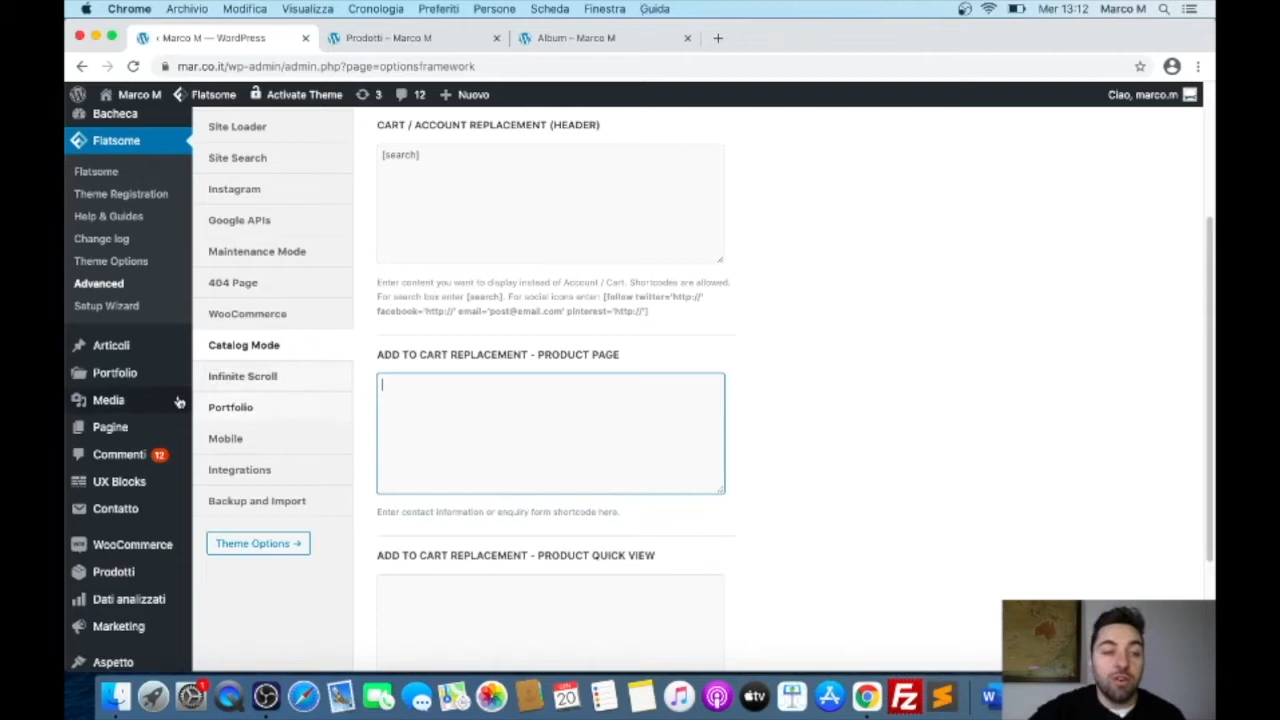 Chrome Archivio Modifica Visualizza Cronologia Preferiti Persone Scheda Finestra Guida Mer 13:12 Marco M
‹ Marco M — WordPress
Prodotti – Marco M
Album – Marco M
mar.co.it/wp-admin/admin.php?page=optionsframework
Marco M Flatsome Activate Theme 3 12 Nuovo Ciao, marco.m
Bacheca
Flatsome
Flatsome
Theme Registration
Help & Guides
Change log
Theme Options
Advanced
Setup Wizard
Articoli
Portfolio
Media
Pagine
Commenti 12
UX Blocks
Contatto
WooCommerce
Prodotti
Dati analizzati
Marketing
Aspetto
Site Loader
Site Search
Instagram
Google APIs
Maintenance Mode
404 Page
WooCommerce
Catalog Mode
Infinite Scroll
Portfolio
Mobile
Integrations
Backup and Import
Theme Options →
CART / ACCOUNT REPLACEMENT (HEADER)
[search]
Enter content you want to display instead of Account / Cart. Shortcodes are allowed.
For search box enter [search]. For social icons enter: [follow twitter='http://'
facebook='http://' email='post@email.com' pinterest='http://']
ADD TO CART REPLACEMENT - PRODUCT PAGE
Enter contact information or enquiry form shortcode here.
ADD TO CART REPLACEMENT - PRODUCT QUICK VIEW
1
20
tv
Fz
W